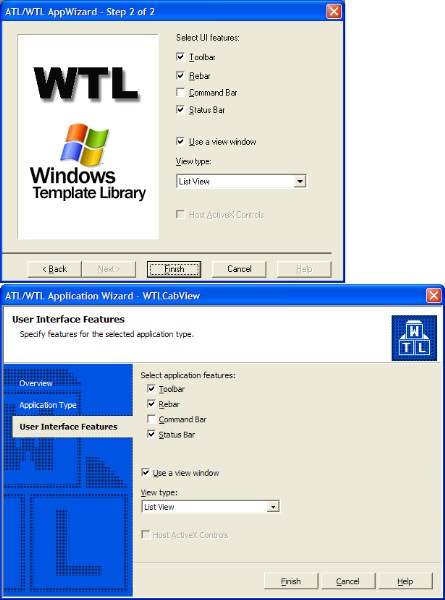 ATL/WTL AppWizard - Step 2 of 2
WTL
Windows
Template Library
Select UI features:
Toolbar
Rebar
Command Bar
Status Bar
Use a view window
View type:
List View
Host ActiveX Controls
< Back
Next >
Finish
Cancel
Help
ATL/WTL Application Wizard - WTLCabView
User Interface Features
Specify features for the selected application type.
W
T L
Overview
Application Type
User Interface Features
Select application features:
Toolbar
Rebar
Command Bar
Status Bar
Use a view window
View type:
List View
Host ActiveX Controls
Finish
Cancel
Help